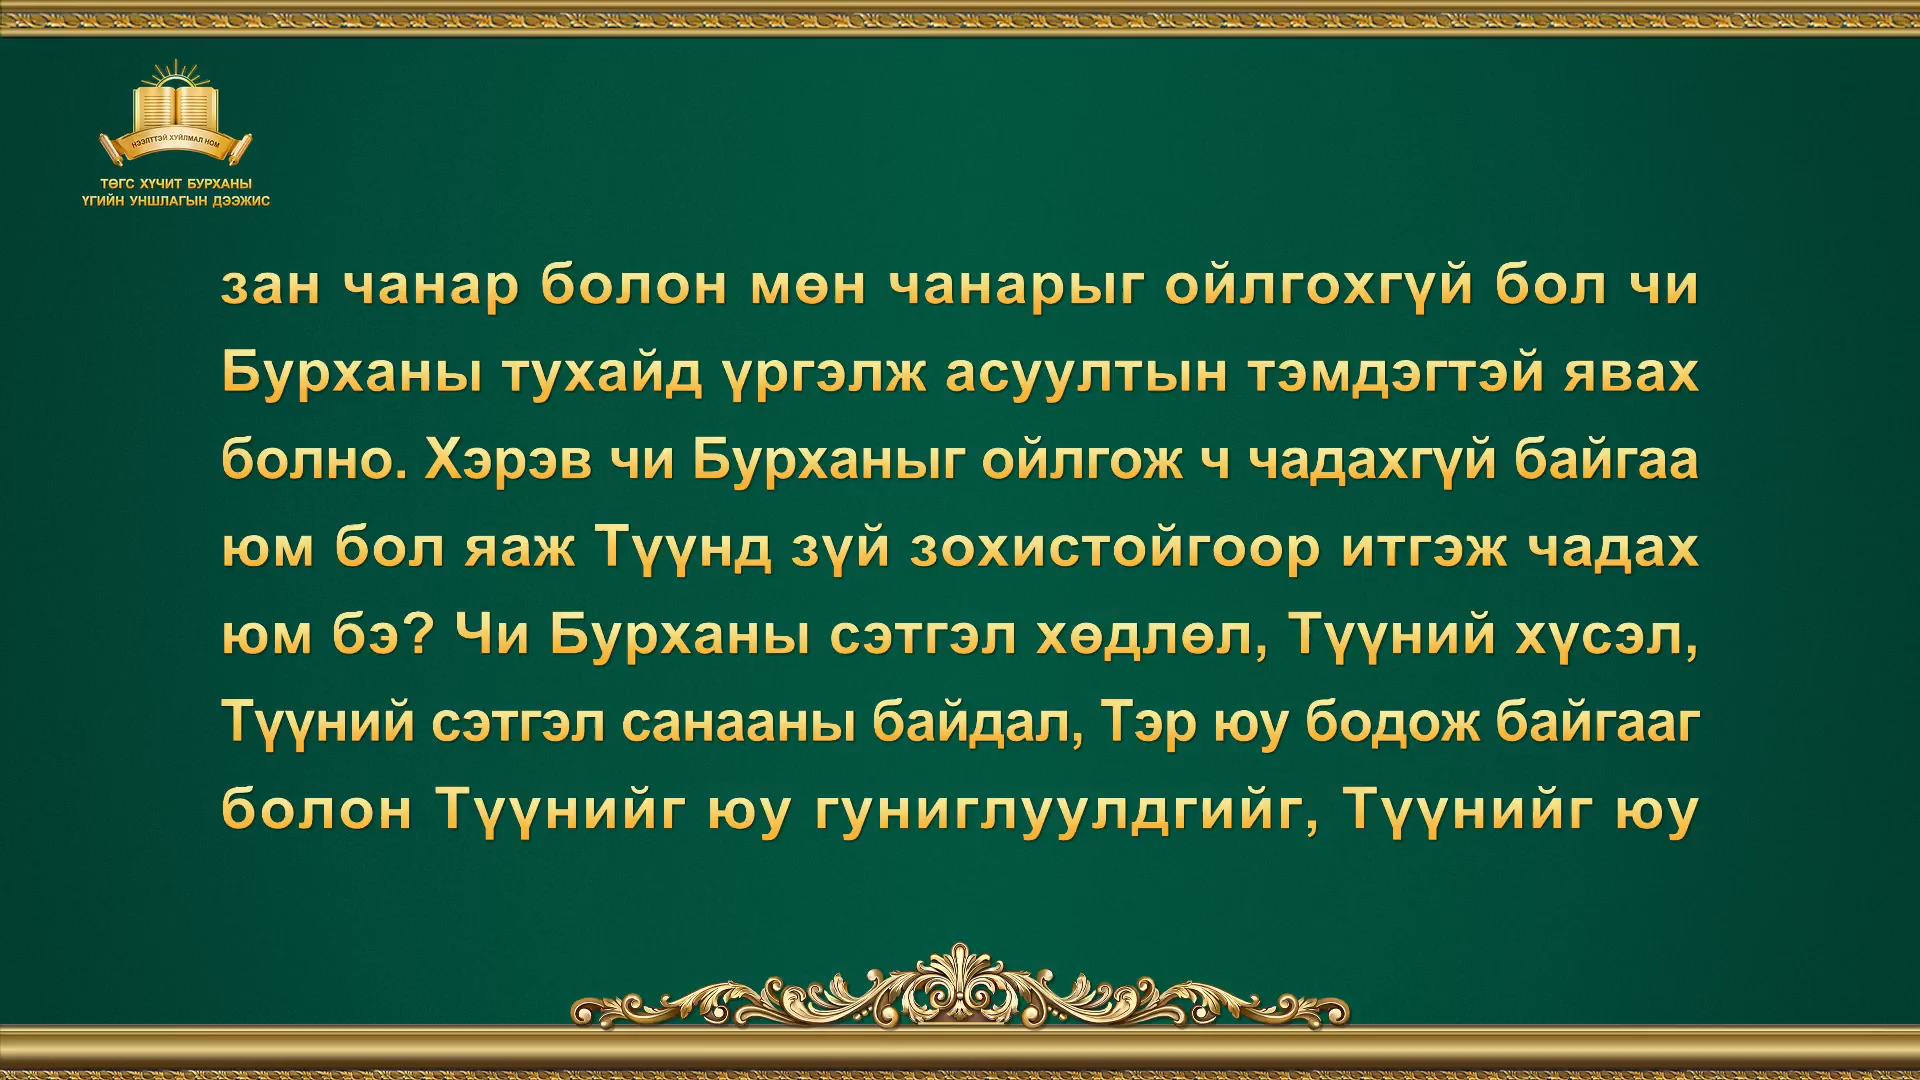 НЭЭЛТТЭЙ ХУЙЛМАЛ НОМ
ТӨГС ХҮЧИТ БУРХАНЫ
ҮГИЙН УНШЛАГЫН ДЭЭЖИС
зан чанар болон мөн чанарыг ойлгохгүй бол чи
Бурханы тухайд үргэлж асуултын тэмдэгтэй явах
болно. Хэрэв чи Бурханыг ойлгож ч чадахгүй байгаа
юм бол яаж Түүнд зүй зохистойгоор итгэж чадах
юм бэ? Чи Бурханы сэтгэл хөдлөл, Түүний хүсэл,
Түүний сэтгэл санааны байдал, Тэр юу бодож байгааг
болон Түүнийг юу гуниглуулдгийг, Түүнийг юу